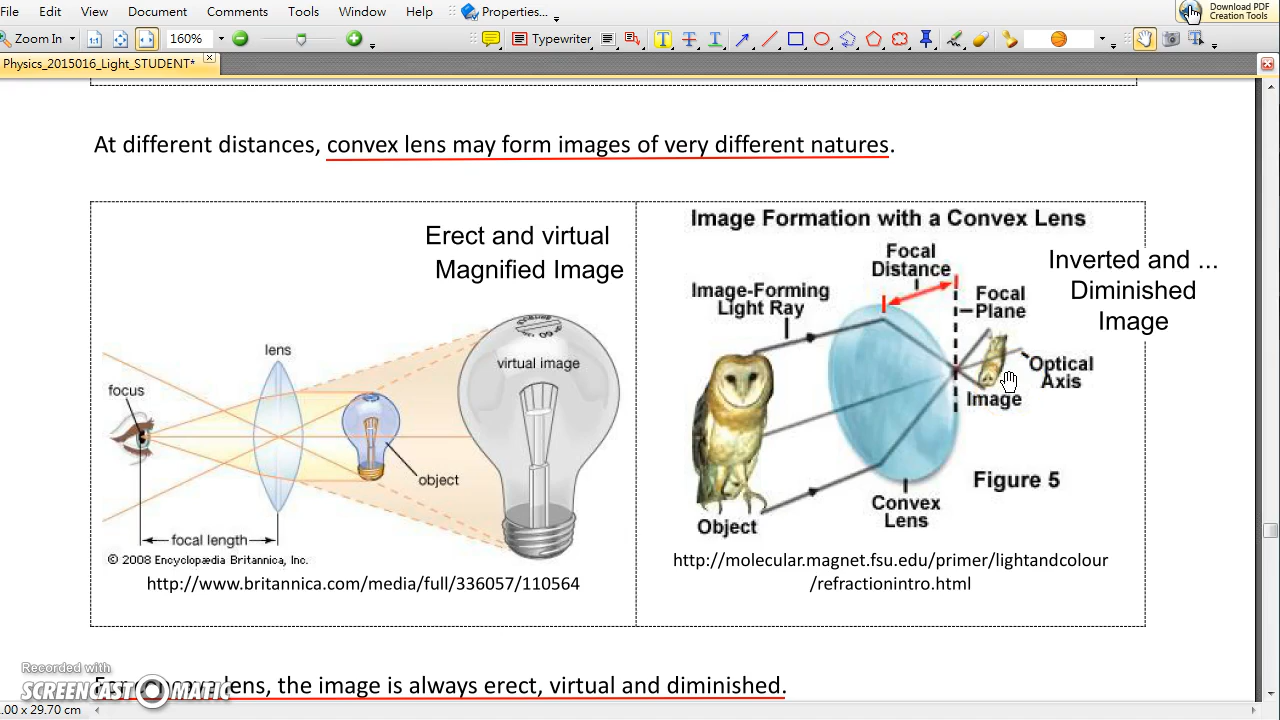 File Edit View Document Comments Tools Window Help Properties...
Download PDF
Creation Tools
Zoom In 160% Typewriter
Physics_2015016_Light_STUDENT*
At different distances, convex lens may form images of very different natures.
Erect and virtual
Magnified Image
lens
focus
virtual image
object
focal length
© 2008 Encyclopædia Britannica, Inc.
http://www.britannica.com/media/full/336057/110564
Image Formation with a Convex Lens
Focal
Distance
Image-Forming
Light Ray
Focal
Plane
Optical
Axis
Image
Figure 5
Convex
Lens
Object
http://molecular.magnet.fsu.edu/primer/lightandcolour
/refractionintro.html
Inverted and ...
Diminished
Image
lens, the image is always erect, virtual and diminished.
Recorded with
SCREENCAST MATIC
.00 x 29.70 cm